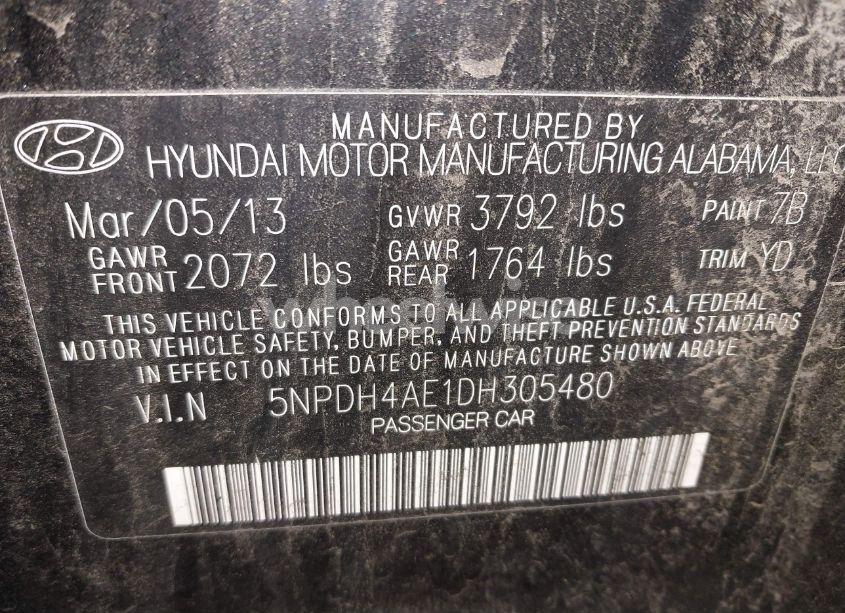 MANUFACTURED BY
HYUNDAI MOTOR MANUFACTURING ALABAMA, LLC
Mar/05/13 GVWR 3792 lbs PAINT 7B
GAWR FRONT 2072 lbs GAWR REAR 1764 lbs TRIM YD
THIS VEHICLE CONFORMS TO ALL APPLICABLE U.S.A. FEDERAL
MOTOR VEHICLE SAFETY, BUMPER, AND THEFT PREVENTION STANDARDS
IN EFFECT ON THE DATE OF MANUFACTURE SHOWN ABOVE
V.I.N 5NPDH4AE1DH305480
PASSENGER CAR